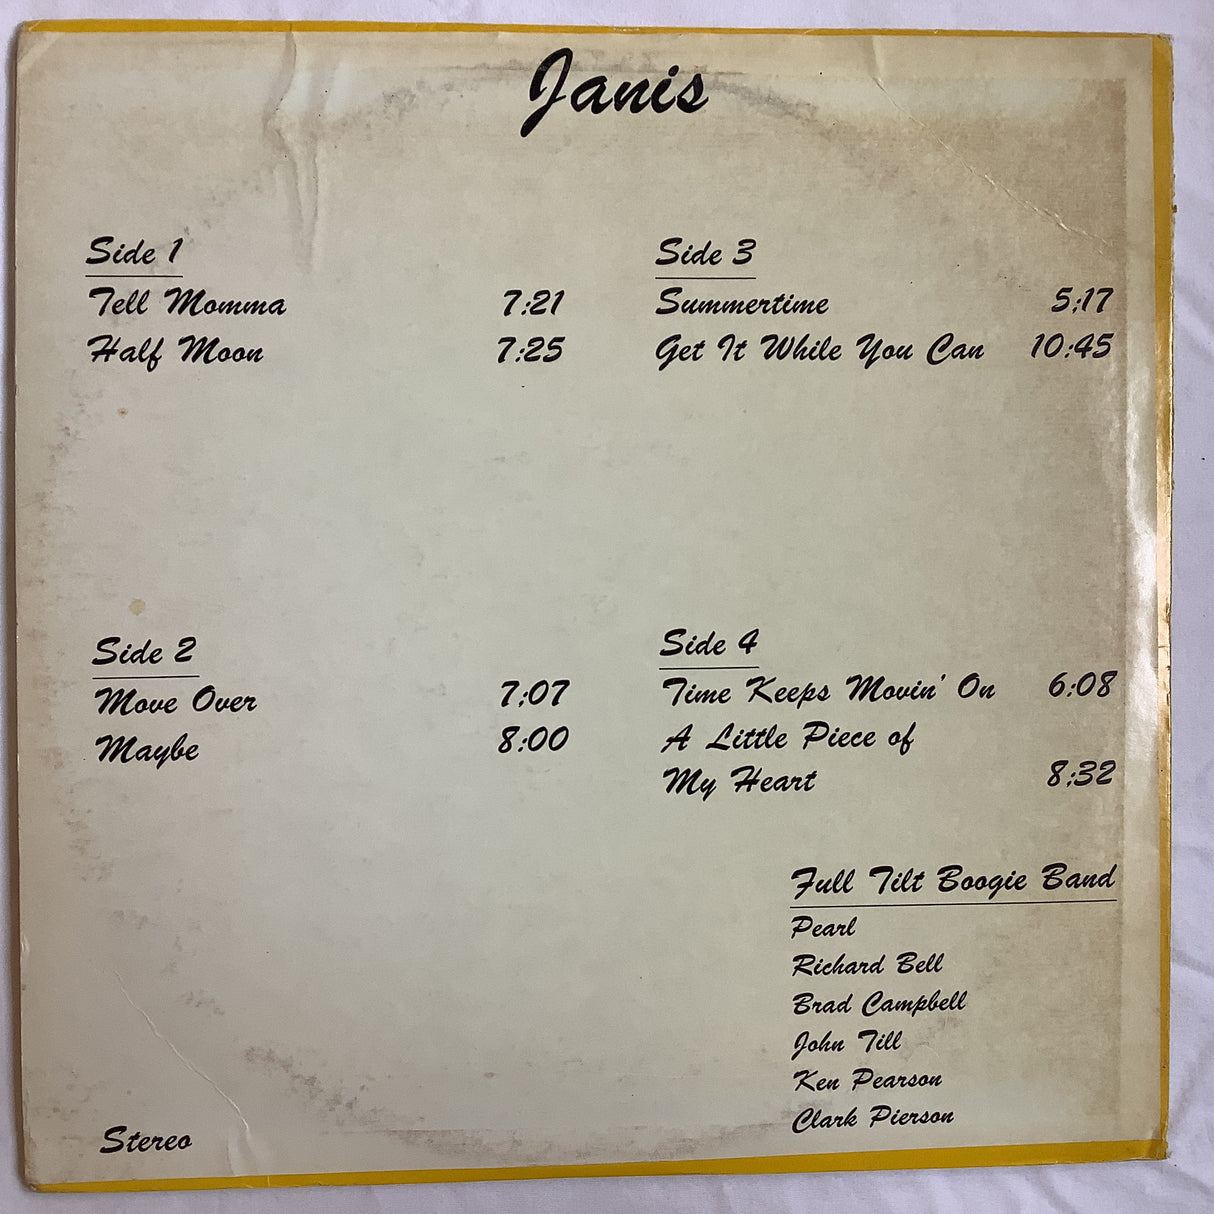 Janis
Side 1
Tell Momma 7:21
Half Moon 7:25
Side 2
Move Over 7:07
Maybe 8:00
Side 3
Summertime 5:17
Get It While You Can 10:45
Side 4
Time Keeps Movin' On 6:08
A Little Piece of
My Heart 8:32
Full Tilt Boogie Band
Pearl
Richard Bell
Brad Campbell
John Till
Ken Pearson
Clark Pierson
Stereo